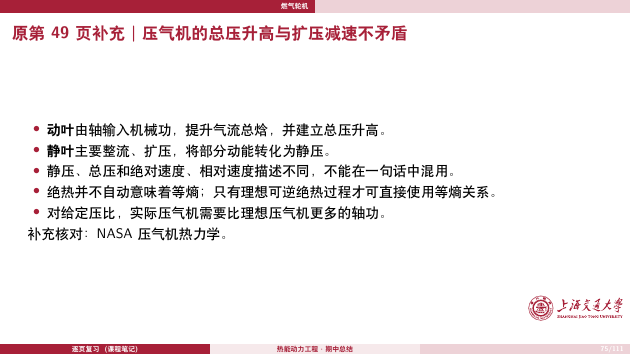 燃气轮机
原第 49 页补充 | 压气机的总压升高与扩压减速不矛盾
• 动叶由轴输入机械功，提升气流总焓，并建立总压升高。
• 静叶主要整流、扩压，将部分动能转化为静压。
• 静压、总压和绝对速度、相对速度描述不同，不能在一句话中混用。
• 绝热并不自动意味着等熵；只有理想可逆绝热过程才可直接使用等熵关系。
• 对给定压比，实际压气机需要比理想压气机更多的轴功。
补充核对：NASA 压气机热力学。
上海交通大学
SHANGHAI JIAO TONG UNIVERSITY
逐页复习（课程笔记）
热能动力工程 · 期中总结
75/111